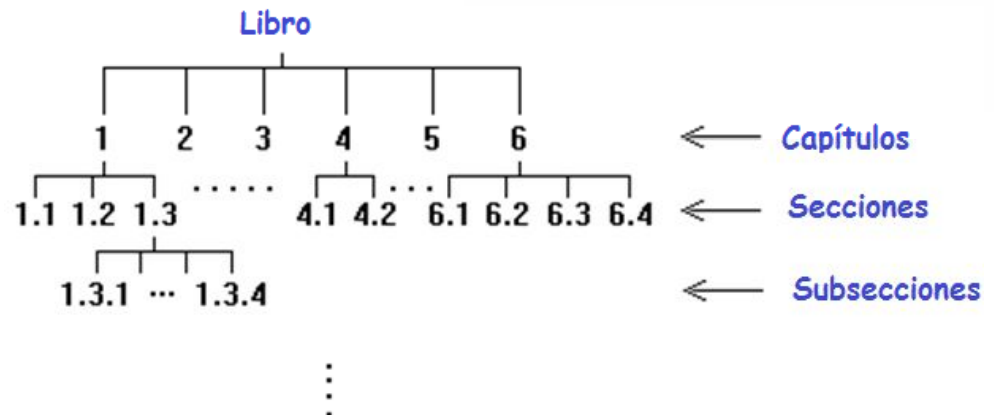 Libro
1 2 3 4 5 6 Capítulos
..... ...
1.1 1.2 1.3 4.1 4.2 6.1 6.2 6.3 6.4 Secciones
1.3.1 ... 1.3.4 Subsecciones